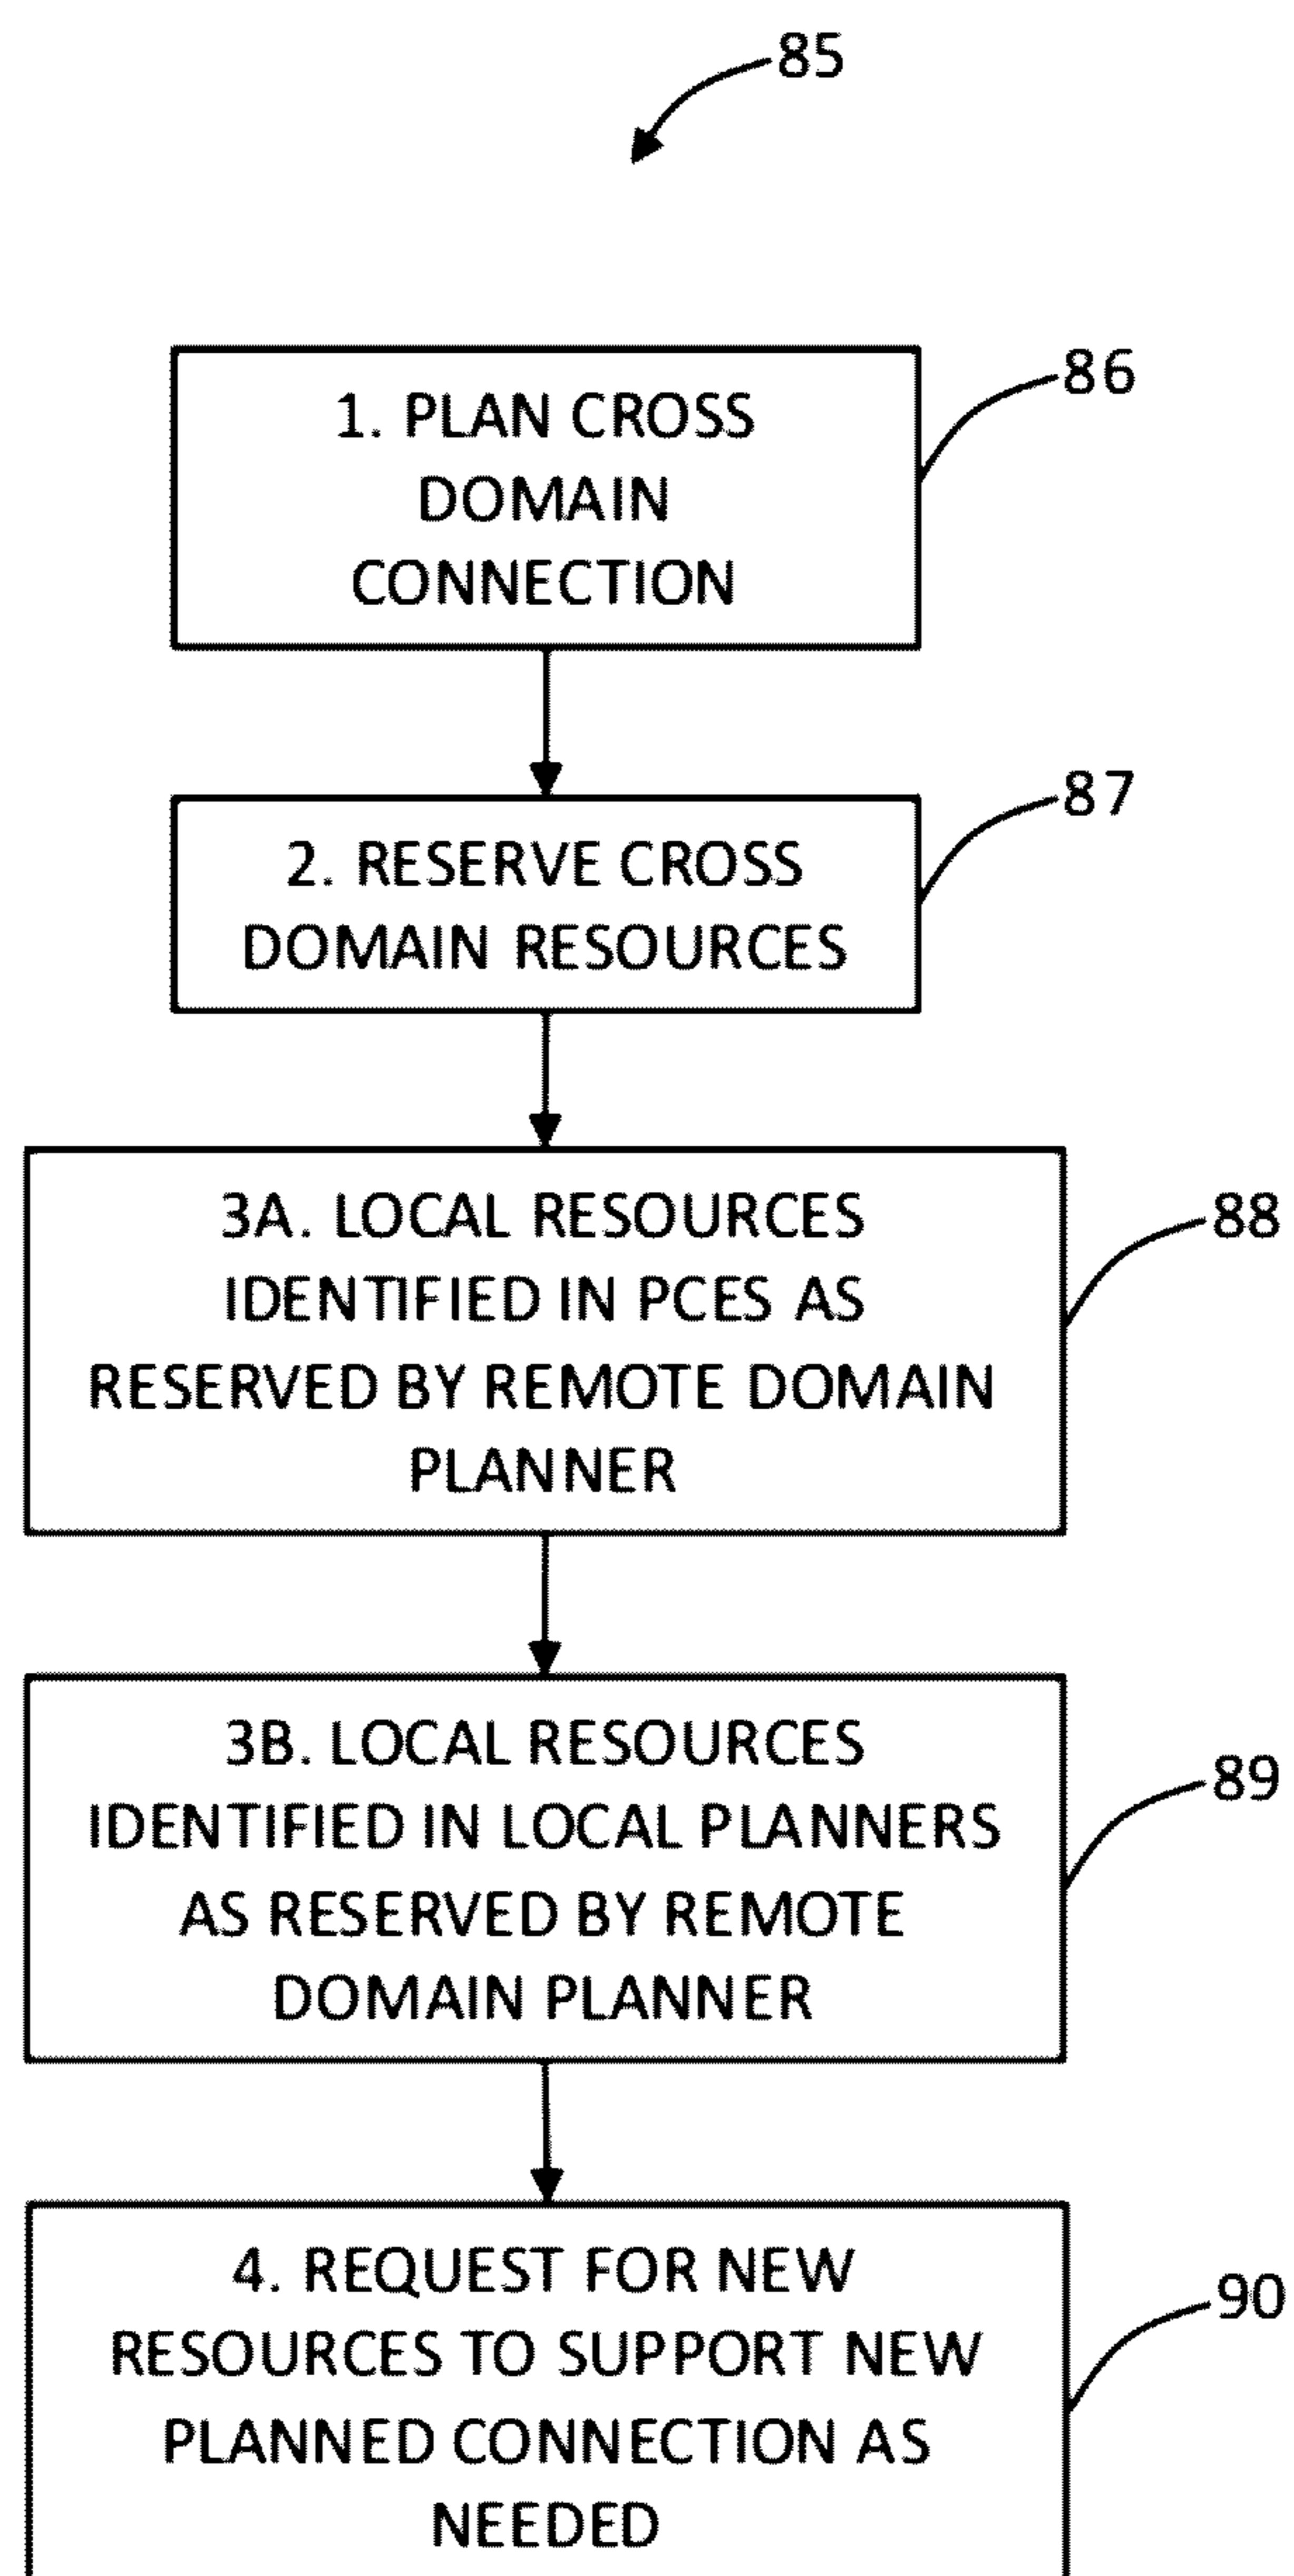 85
1. PLAN CROSS
DOMAIN
CONNECTION
86
2. RESERVE CROSS
DOMAIN RESOURCES
87
3A. LOCAL RESOURCES
IDENTIFIED IN PCES AS
RESERVED BY REMOTE DOMAIN
PLANNER
88
3B. LOCAL RESOURCES
IDENTIFIED IN LOCAL PLANNERS
AS RESERVED BY REMOTE
DOMAIN PLANNER
89
4. REQUEST FOR NEW
RESOURCES TO SUPPORT NEW
PLANNED CONNECTION AS
NEEDED
90